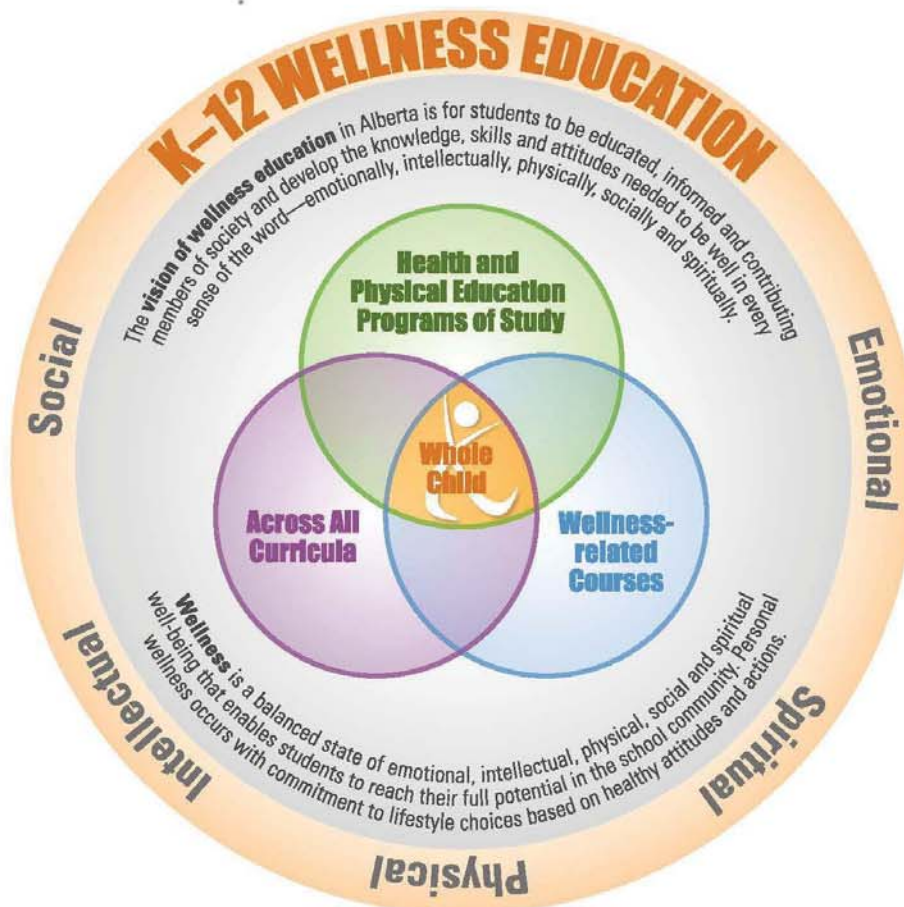 K–12 WELLNESS EDUCATION
The vision of wellness education in Alberta is for students to be educated, informed and contributing
members of society and develop the knowledge, skills and attitudes needed to be well in every
sense of the word—emotionally, intellectually, physically, socially and spiritually.
Health and
Physical Education
Programs of Study
Social
Emotional
Whole
Child
Across All
Curricula
Wellness-
related
Courses
Wellness is a balanced state of emotional, intellectual, physical, social and spiritual
well-being that enables students to reach their full potential in the school community. Personal
wellness occurs with commitment to lifestyle choices based on healthy attitudes and actions.
Intellectual
Spiritual
Physical